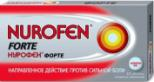 NUROFEN
FORTE
НУРОФЕН® ФОРТЕ
НАПРАВЛЕННОЕ ДЕЙСТВИЕ ПРОТИВ СИЛЬНОЙ БОЛИ